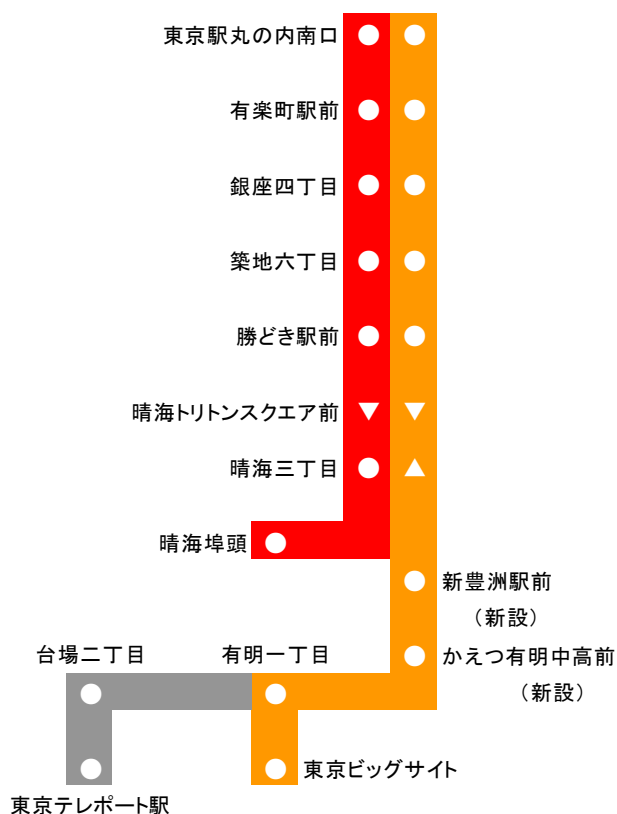 東京駅丸の内南口
有楽町駅前
銀座四丁目
築地六丁目
勝どき駅前
晴海トリトンスクエア前
晴海三丁目
晴海埠頭
新豊洲駅前
（新設）
かえつ有明中高前
（新設）
台場二丁目
有明一丁目
東京ビッグサイト
東京テレポート駅